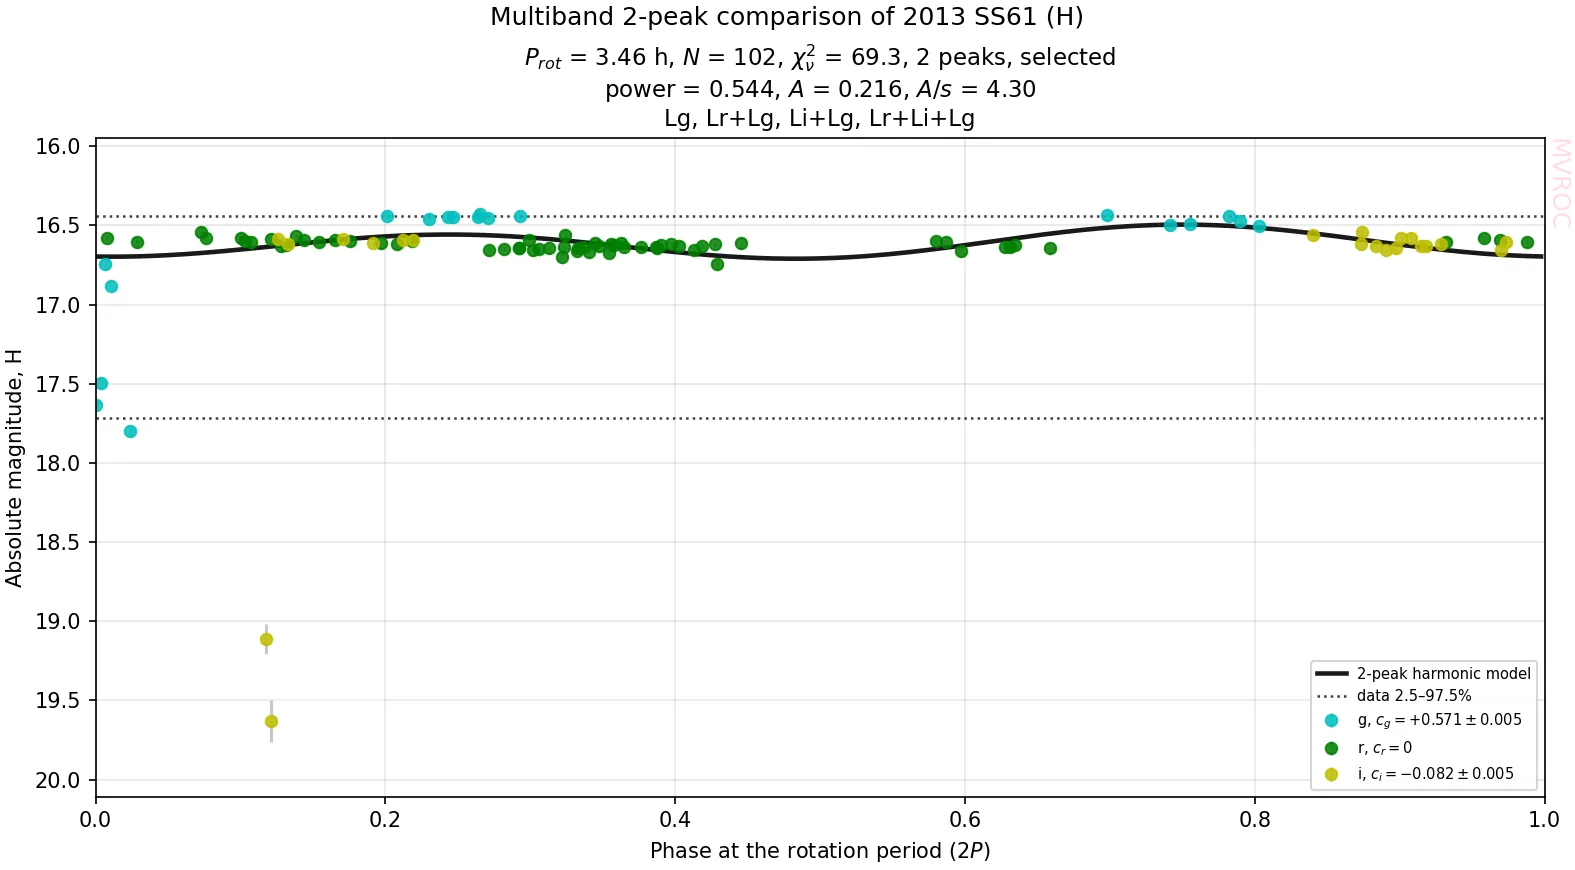 Multiband 2-peak comparison of 2013 SS61 (H)
P_rot = 3.46 h, N = 102, χ²_ν = 69.3, 2 peaks, selected
power = 0.544, A = 0.216, A/s = 4.30
Lg, Lr+Lg, Li+Lg, Lr+Li+Lg
MVROC
Absolute magnitude, H
16.0
16.5
17.0
17.5
18.0
18.5
19.0
19.5
20.0
2-peak harmonic model
data 2.5–97.5%
g, c_g = +0.571 ± 0.005
r, c_r = 0
i, c_i = −0.082 ± 0.005
0.0 0.2 0.4 0.6 0.8 1.0
Phase at the rotation period (2P)